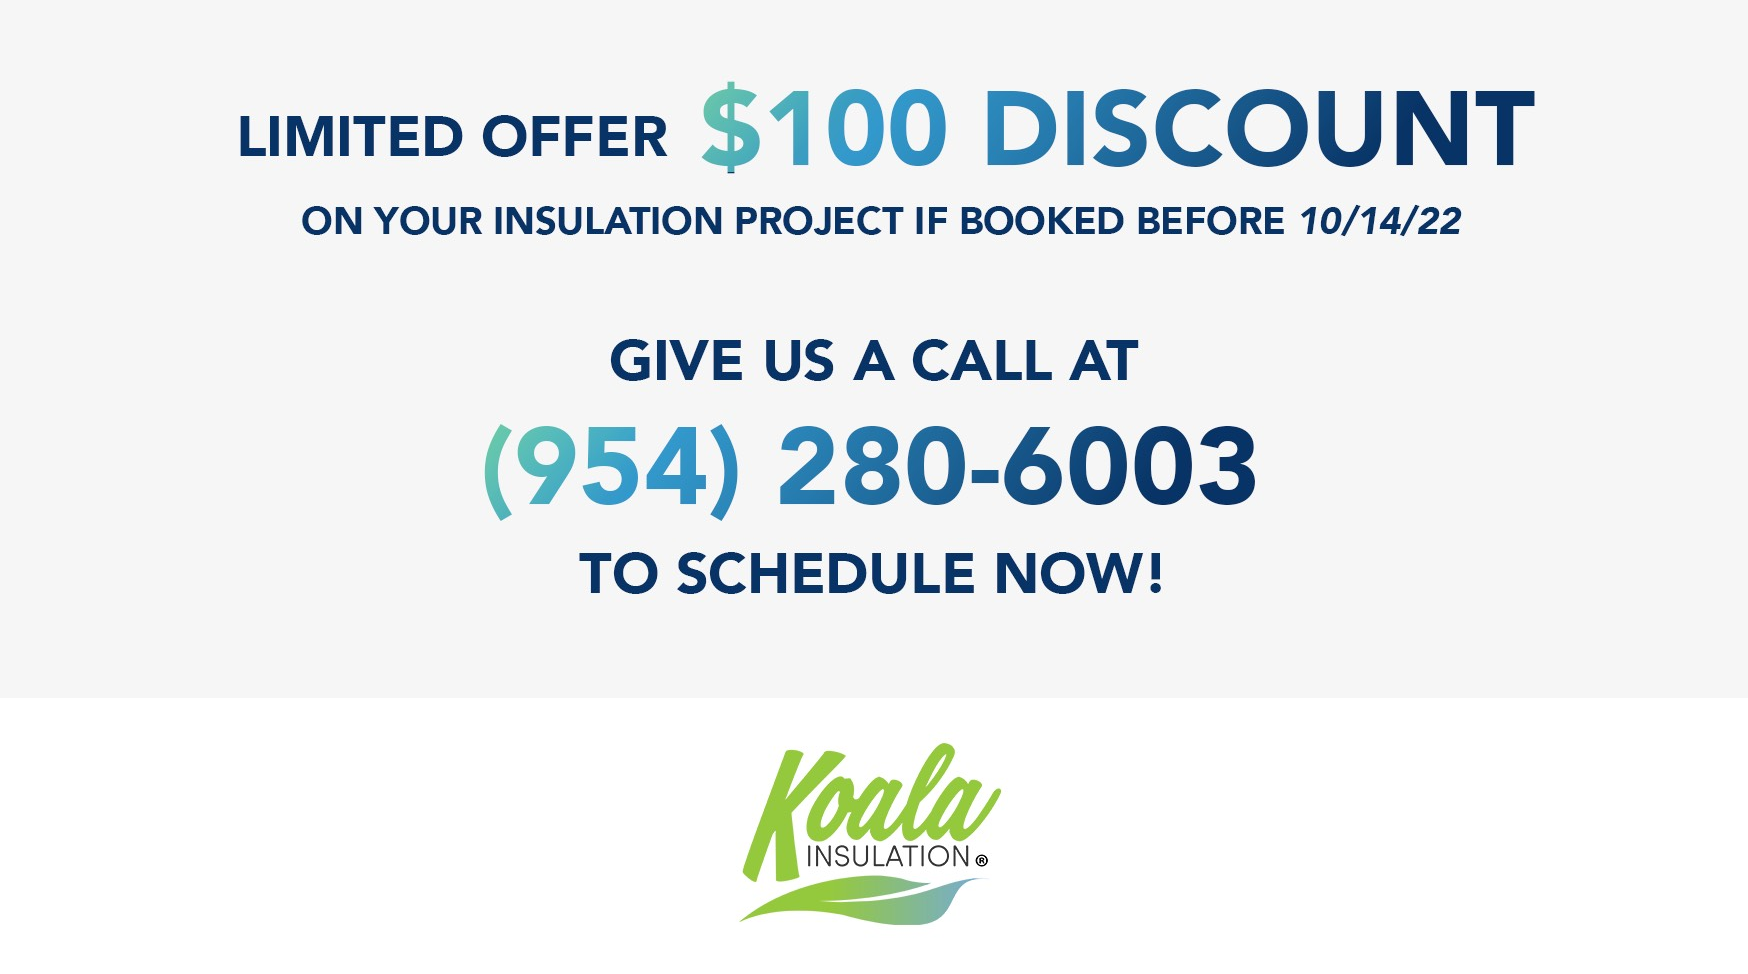 LIMITED OFFER $100 DISCOUNT
ON YOUR INSULATION PROJECT IF BOOKED BEFORE 10/14/22
GIVE US A CALL AT
(954) 280-6003
TO SCHEDULE NOW!
Koala
INSULATION®